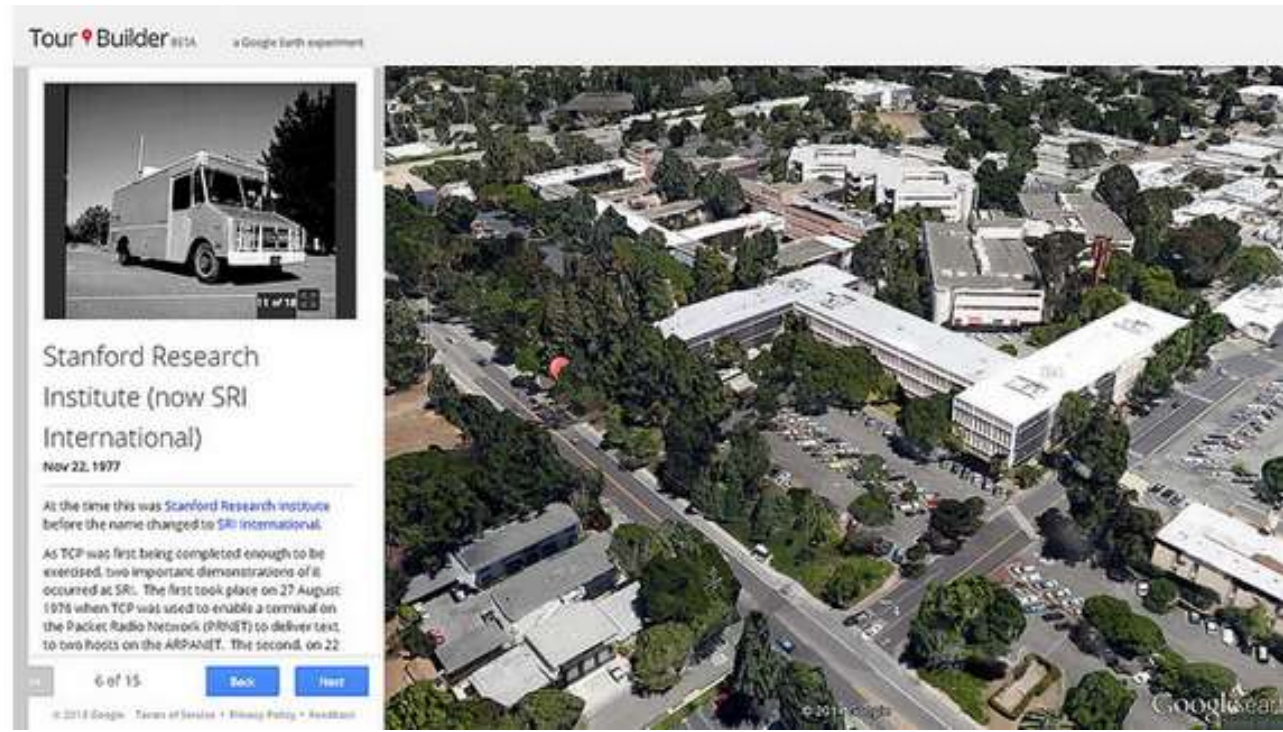 Tour Builder BETA a Google Earth experiment
11 of 18
Stanford Research
Institute (now SRI
International)
Nov 22, 1977
At the time this was Stanford Research Institute
before the name changed to SRI International.
As TCP was first being completed enough to be
exercised, two important demonstrations of it
occurred at SRI. The first took place on 27 August
1976 when TCP was used to enable a terminal on
the Packet Radio Network (PRNET) to deliver text
to two hosts on the ARPANET. The second, on 22
6 of 15 Back Next
© 2013 Google Terms of Service • Privacy Policy • Feedback
Google